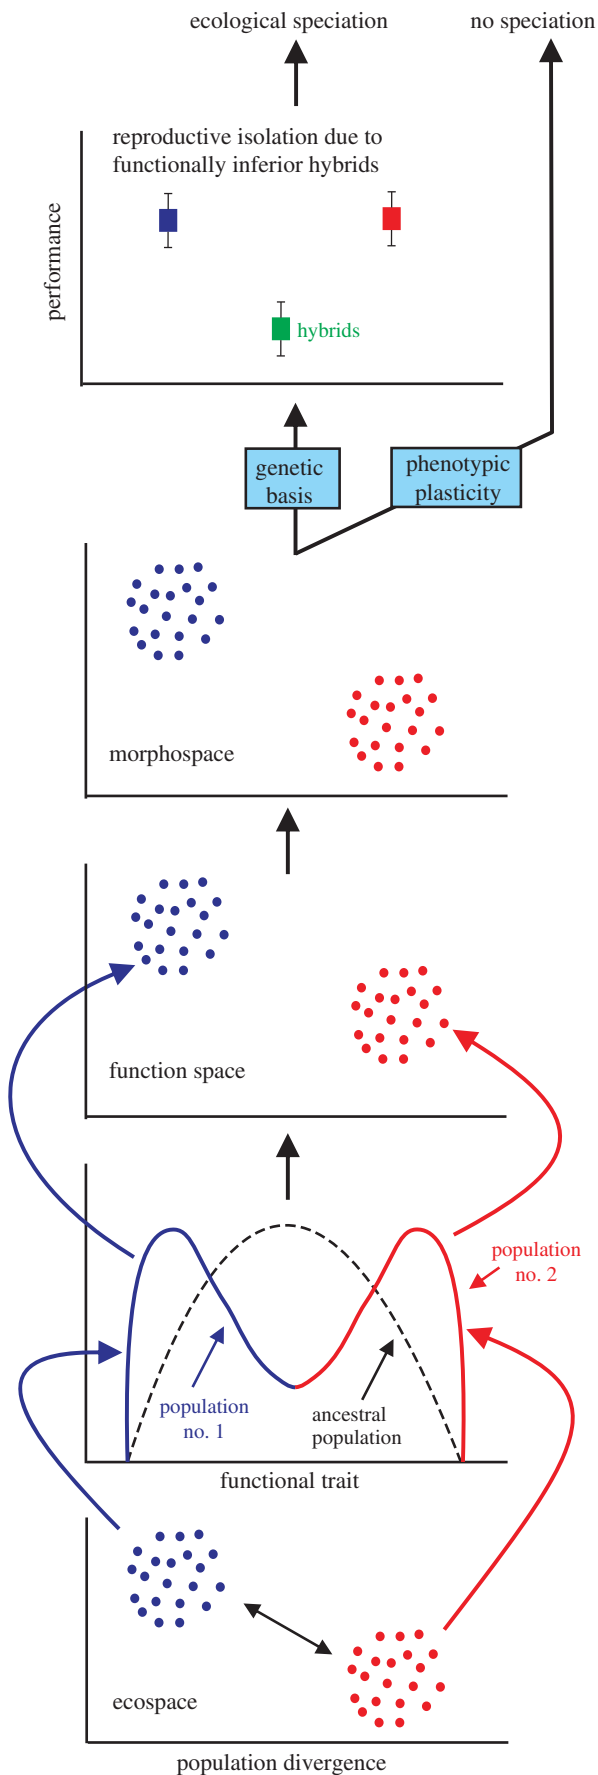 ecological speciation
no speciation
reproductive isolation due to
functionally inferior hybrids
performance
hybrids
genetic
basis
phenotypic
plasticity
morphospace
function space
population
no. 2
population
no. 1
ancestral
population
functional trait
ecospace
population divergence